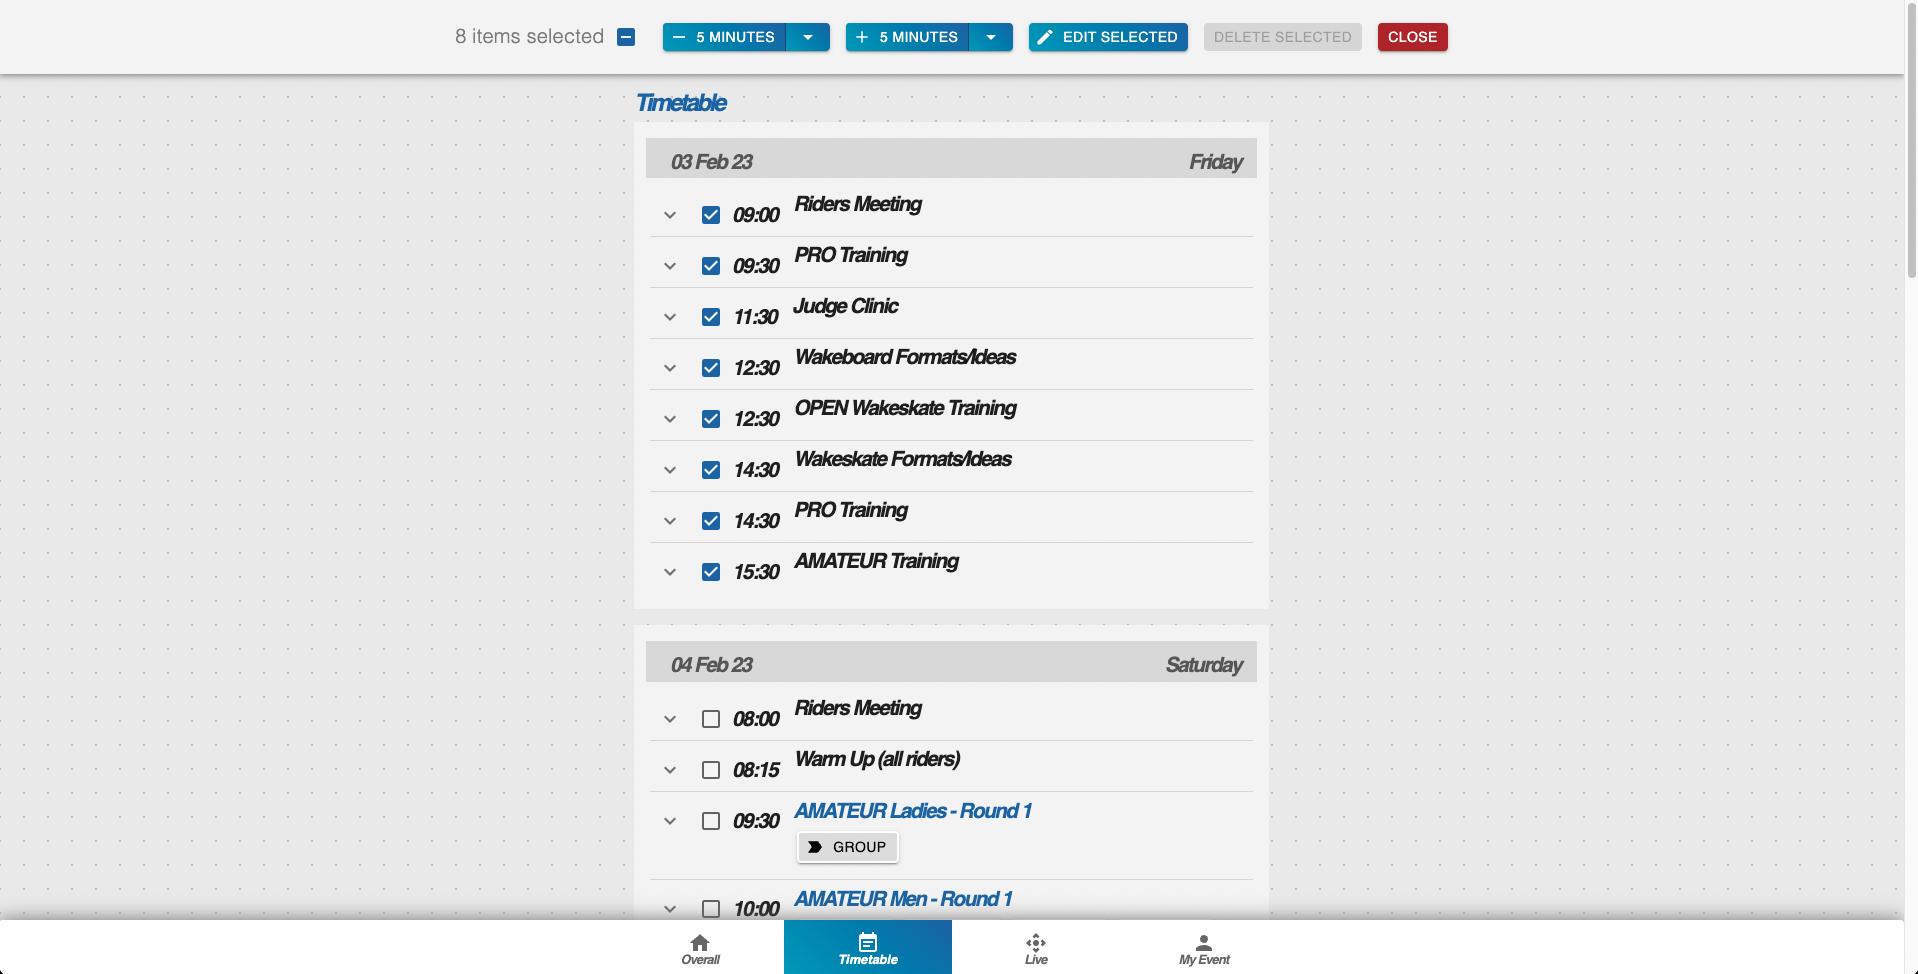 8 items selected
5 MINUTES
5 MINUTES
EDIT SELECTED
DELETE SELECTED
CLOSE
Timetable
03 Feb 23 Friday
09:00 Riders Meeting
09:30 PRO Training
11:30 Judge Clinic
12:30 Wakeboard Formats/Ideas
12:30 OPEN Wakeskate Training
14:30 Wakeskate Formats/Ideas
14:30 PRO Training
15:30 AMATEUR Training
04 Feb 23 Saturday
08:00 Riders Meeting
08:15 Warm Up (all riders)
09:30 AMATEUR Ladies - Round 1
GROUP
10:00 AMATEUR Men - Round 1
Overall
Timetable
Live
My Event